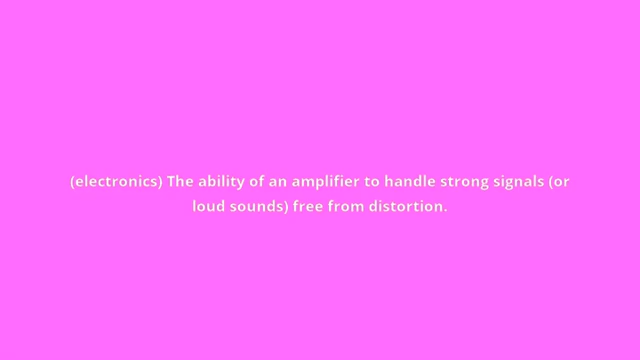 (electronics) The ability of an amplifier to handle strong signals (or
loud sounds) free from distortion.